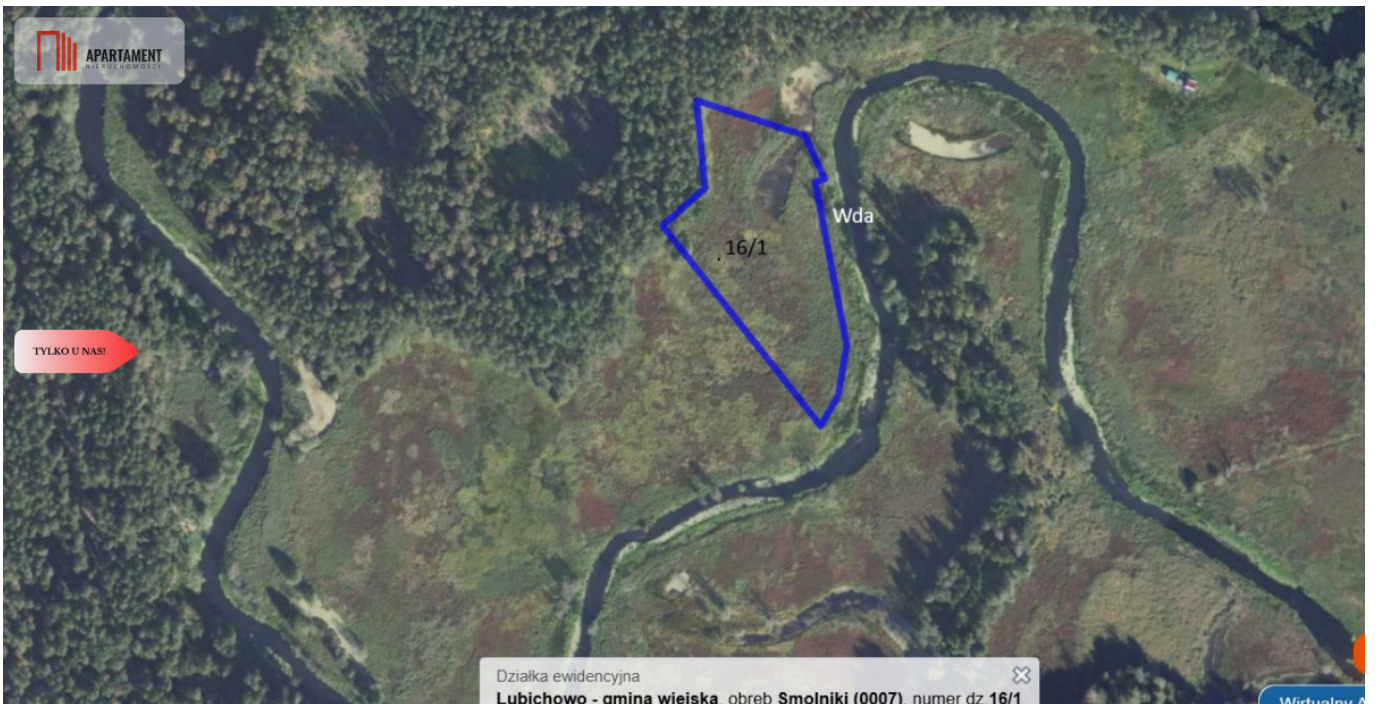 APARTAMENT
NIERUCHOMOŚCI
Wda
16/1
TYLKO U NAS!
Działka ewidencyjna
Lubichowo - gmina wiejska, obręb Smolniki (0007), numer dz.16/1
Wirtualny